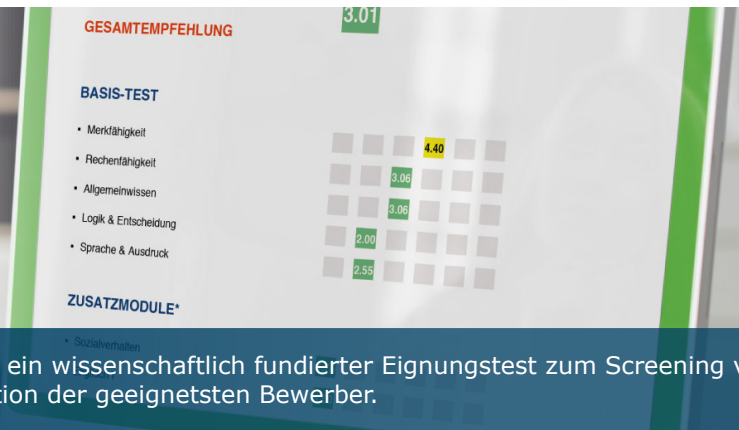 GESAMTEMPFEHLUNG 3.01
BASIS-TEST
• Merkfähigkeit 4.40
• Rechenfähigkeit 3.06
• Allgemeinwissen 3.06
• Logik & Entscheidung 2.00
• Sprache & Ausdruck 2.55
ZUSATZMODULE*
• Sozialverhalten
ein wissenschaftlich fundierter Eignungstest zum Screening
der geeignetsten Bewerber.